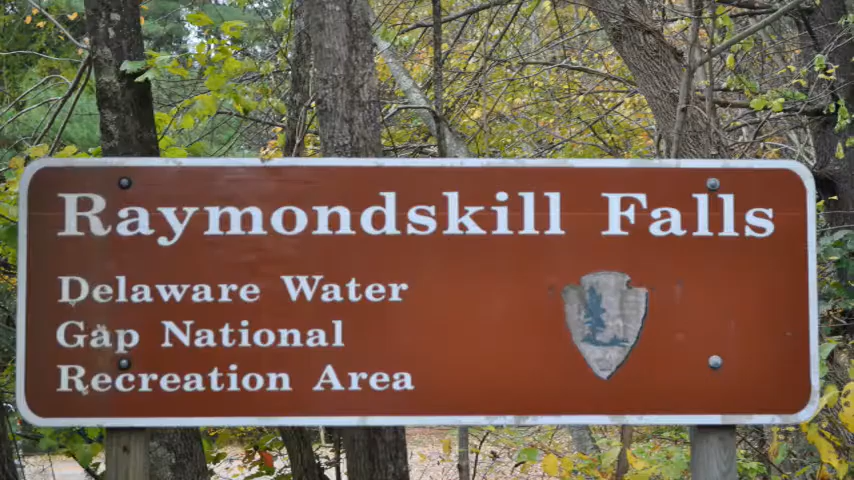 Raymondskill Falls
Delaware Water
Gap National
Recreation Area